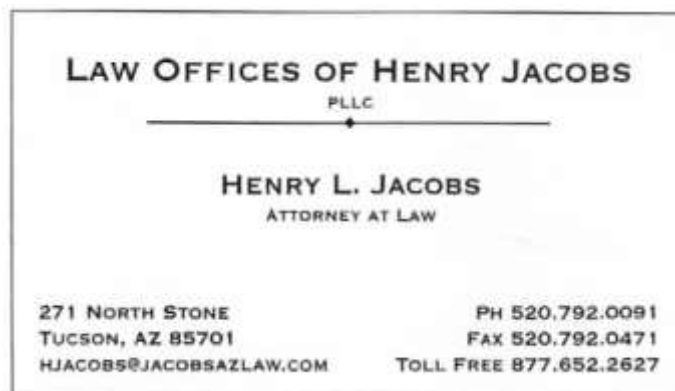 LAW OFFICES OF HENRY JACOBS
PLLC
HENRY L. JACOBS
ATTORNEY AT LAW
271 NORTH STONE
TUCSON, AZ 85701
HJACOBS@JACOBSAZLAW.COM
PH 520.792.0091
FAX 520.792.0471
TOLL FREE 877.652.2627